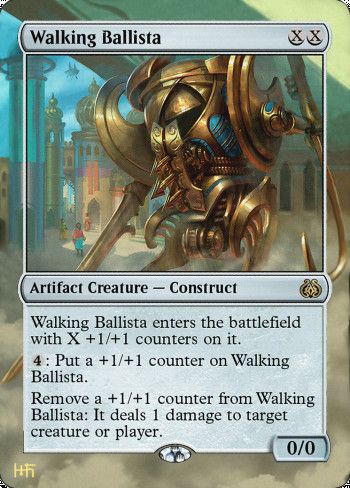 Walking Ballista XX
Artifact Creature — Construct
Walking Ballista enters the battlefield
with X +1/+1 counters on it.
4: Put a +1/+1 counter on Walking
Ballista.
Remove a +1/+1 counter from Walking
Ballista: It deals 1 damage to target
creature or player.
0/0